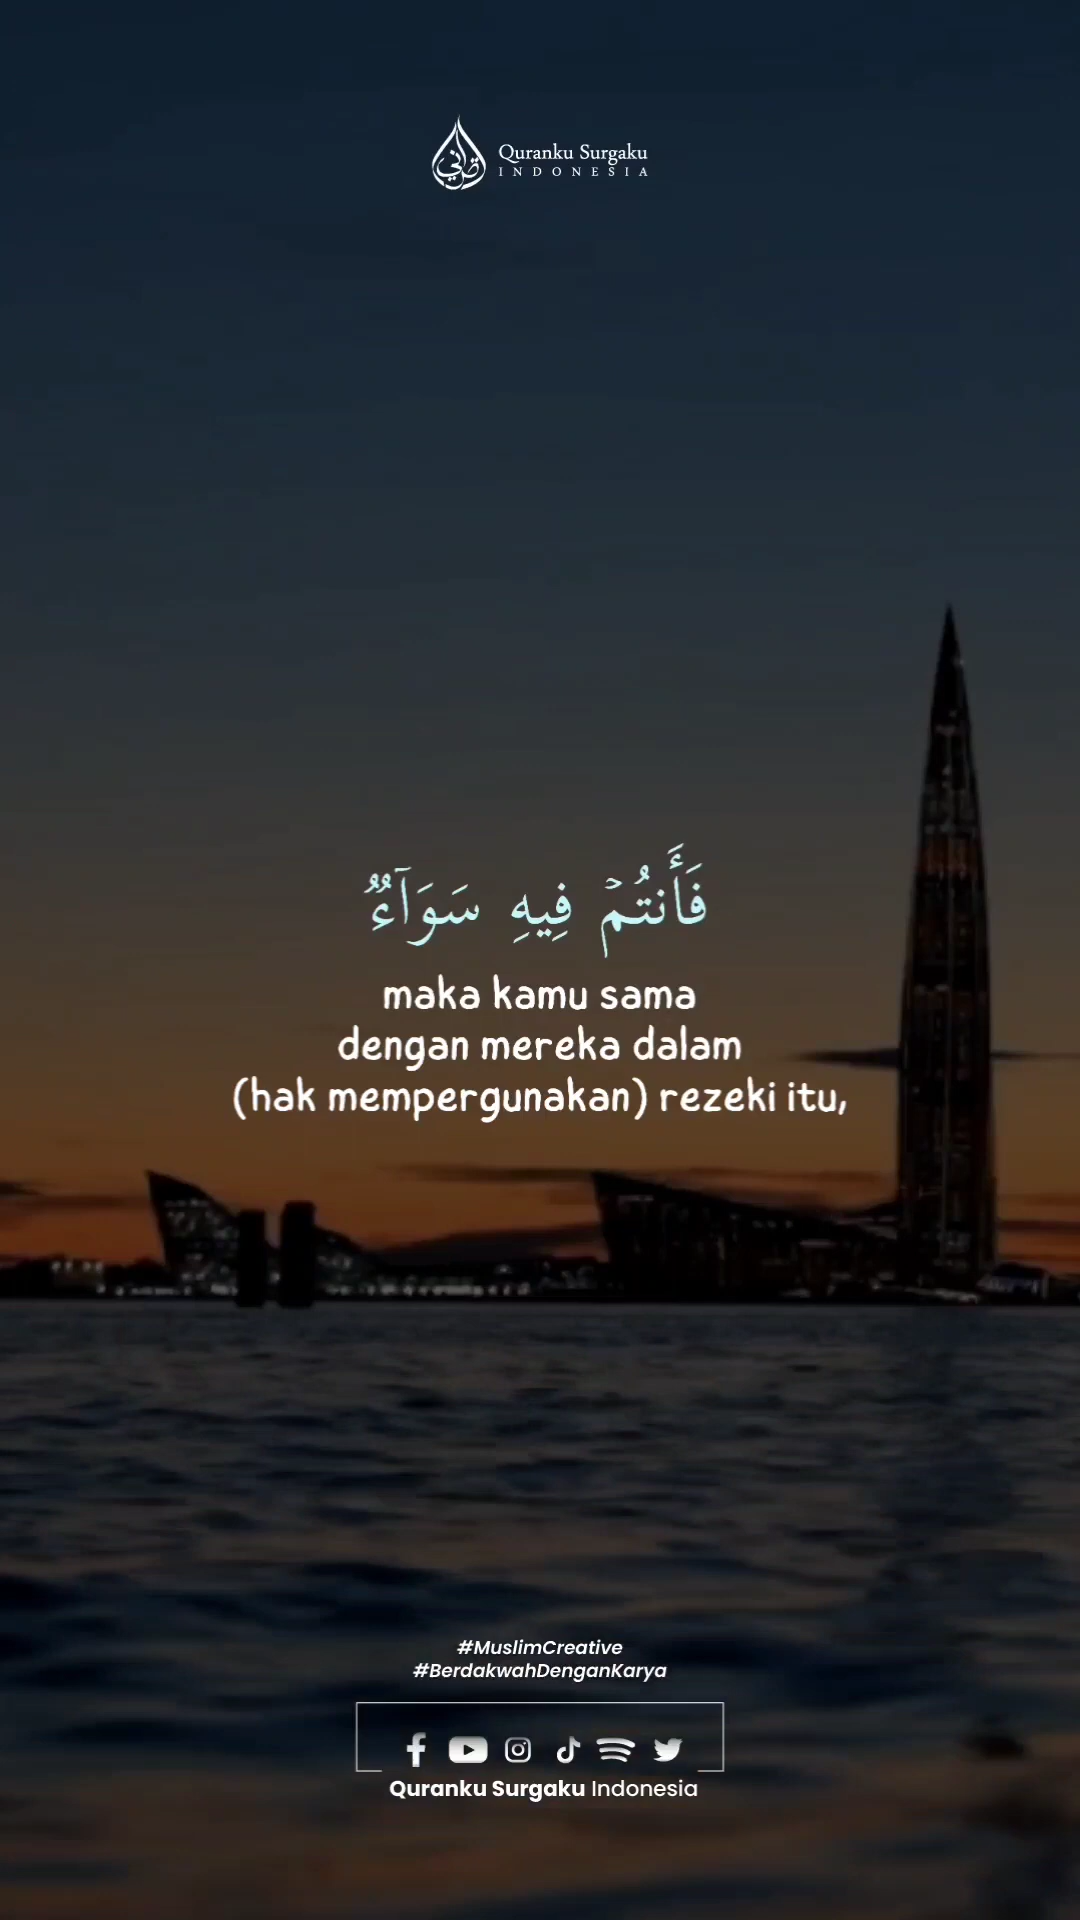 Quranku Surgaku
INDONESIA
فَأَنتُمۡ فِيهِ سَوَآءٌۭ
maka kamu sama
dengan mereka dalam
(hak mempergunakan) rezeki itu,
#MuslimCreative
#BerdakwahDenganKarya
Quranku Surgaku Indonesia